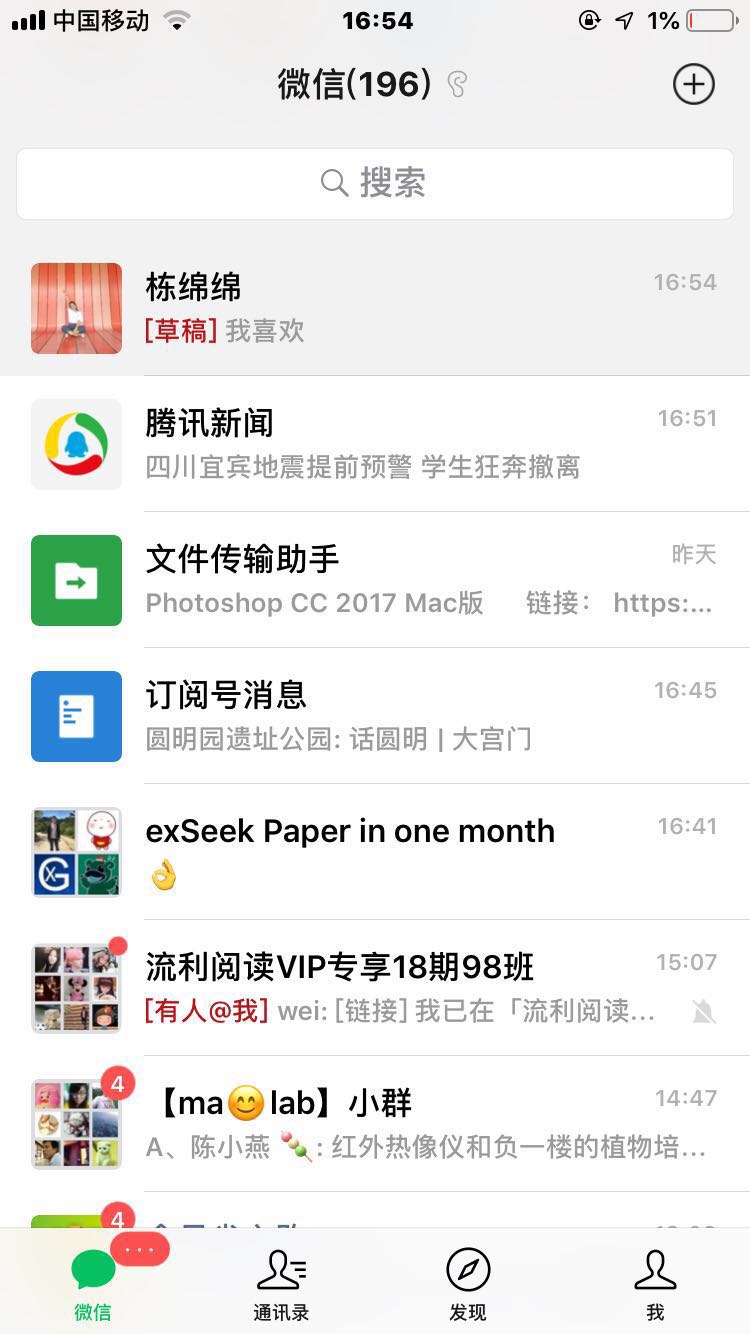 中国移动 16:54 1%
微信(196)
搜索
栋绵绵 16:54
[草稿] 我喜欢
腾讯新闻 16:51
四川宜宾地震提前预警 学生狂奔撤离
文件传输助手 昨天
Photoshop CC 2017 Mac版 链接： https:...
订阅号消息 16:45
圆明园遗址公园: 话圆明 | 大宫门
exSeek Paper in one month 16:41
👌
流利阅读VIP专享18期98班 15:07
[有人@我] wei: [链接] 我已在「流利阅读...
4
【ma😊lab】小群 14:47
A、陈小燕🍡: 红外热像仪和负一楼的植物培...
4
...
微信 通讯录 发现 我